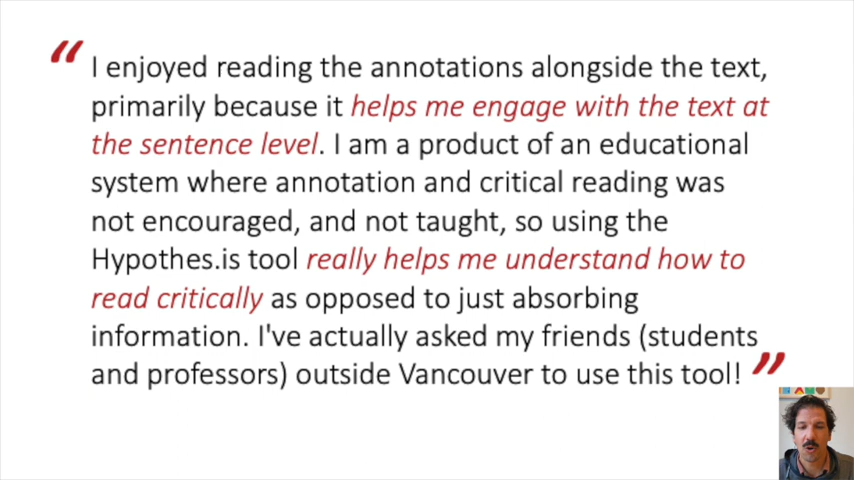 “ I enjoyed reading the annotations alongside the text,
primarily because it helps me engage with the text at
the sentence level. I am a product of an educational
system where annotation and critical reading was
not encouraged, and not taught, so using the
Hypothes.is tool really helps me understand how to
read critically as opposed to just absorbing
information. I've actually asked my friends (students
and professors) outside Vancouver to use this tool! ”